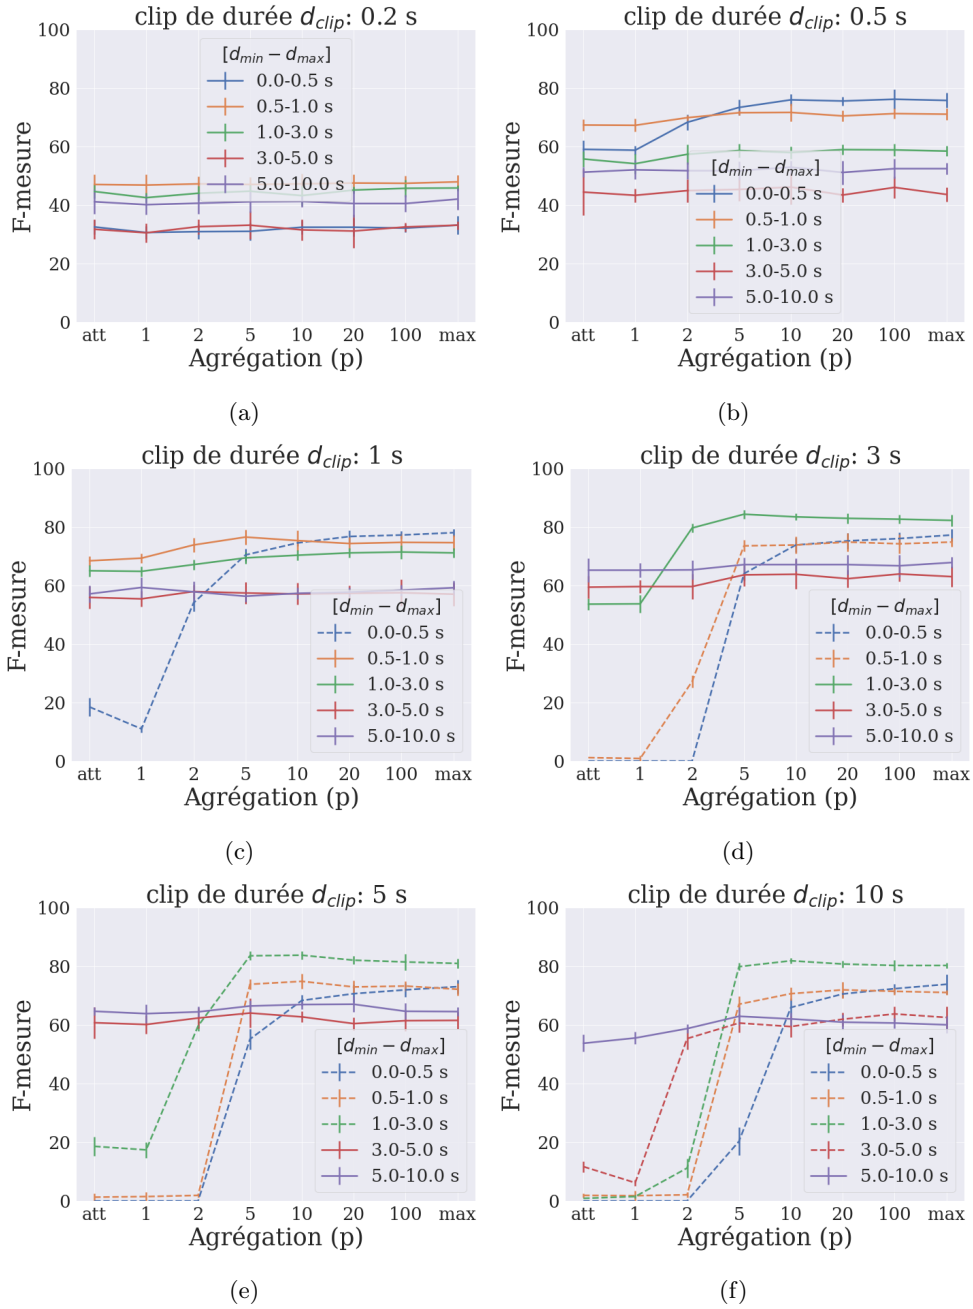 clip de durée d_clip: 0.2 s
100
80
60
40
20
0
F-mesure
[d_min − d_max]
0.0-0.5 s
0.5-1.0 s
1.0-3.0 s
3.0-5.0 s
5.0-10.0 s
att 1 2 5 10 20 100 max
Agrégation (p)
(a)
clip de durée d_clip: 0.5 s
100
80
60
40
20
0
F-mesure
[d_min − d_max]
0.0-0.5 s
0.5-1.0 s
1.0-3.0 s
3.0-5.0 s
5.0-10.0 s
att 1 2 5 10 20 100 max
Agrégation (p)
(b)
clip de durée d_clip: 1 s
100
80
60
40
20
0
F-mesure
[d_min − d_max]
0.0-0.5 s
0.5-1.0 s
1.0-3.0 s
3.0-5.0 s
5.0-10.0 s
att 1 2 5 10 20 100 max
Agrégation (p)
(c)
clip de durée d_clip: 3 s
100
80
60
40
20
0
F-mesure
[d_min − d_max]
0.0-0.5 s
0.5-1.0 s
1.0-3.0 s
3.0-5.0 s
5.0-10.0 s
att 1 2 5 10 20 100 max
Agrégation (p)
(d)
clip de durée d_clip: 5 s
100
80
60
40
20
0
F-mesure
[d_min − d_max]
0.0-0.5 s
0.5-1.0 s
1.0-3.0 s
3.0-5.0 s
5.0-10.0 s
att 1 2 5 10 20 100 max
Agrégation (p)
(e)
clip de durée d_clip: 10 s
100
80
60
40
20
0
F-mesure
[d_min − d_max]
0.0-0.5 s
0.5-1.0 s
1.0-3.0 s
3.0-5.0 s
5.0-10.0 s
att 1 2 5 10 20 100 max
Agrégation (p)
(f)